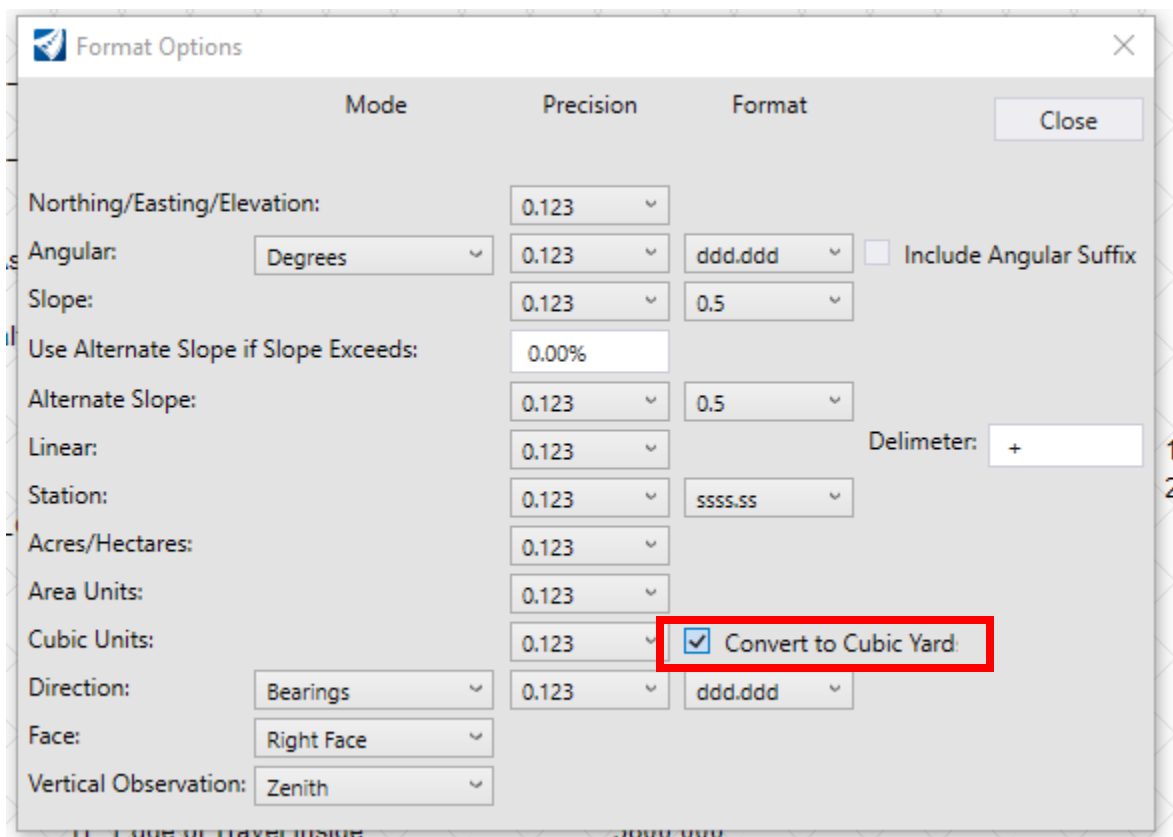 Format Options
Mode Precision Format
Close
Northing/Easting/Elevation: 0.123
Angular: Degrees 0.123 ddd.ddd Include Angular Suffix
Slope: 0.123 0.5
Use Alternate Slope if Slope Exceeds: 0.00%
Alternate Slope: 0.123 0.5
Linear: 0.123 Delimeter: +
Station: 0.123 ssss.ss
Acres/Hectares: 0.123
Area Units: 0.123
Cubic Units: 0.123 Convert to Cubic Yard
Direction: Bearings 0.123 ddd.ddd
Face: Right Face
Vertical Observation: Zenith